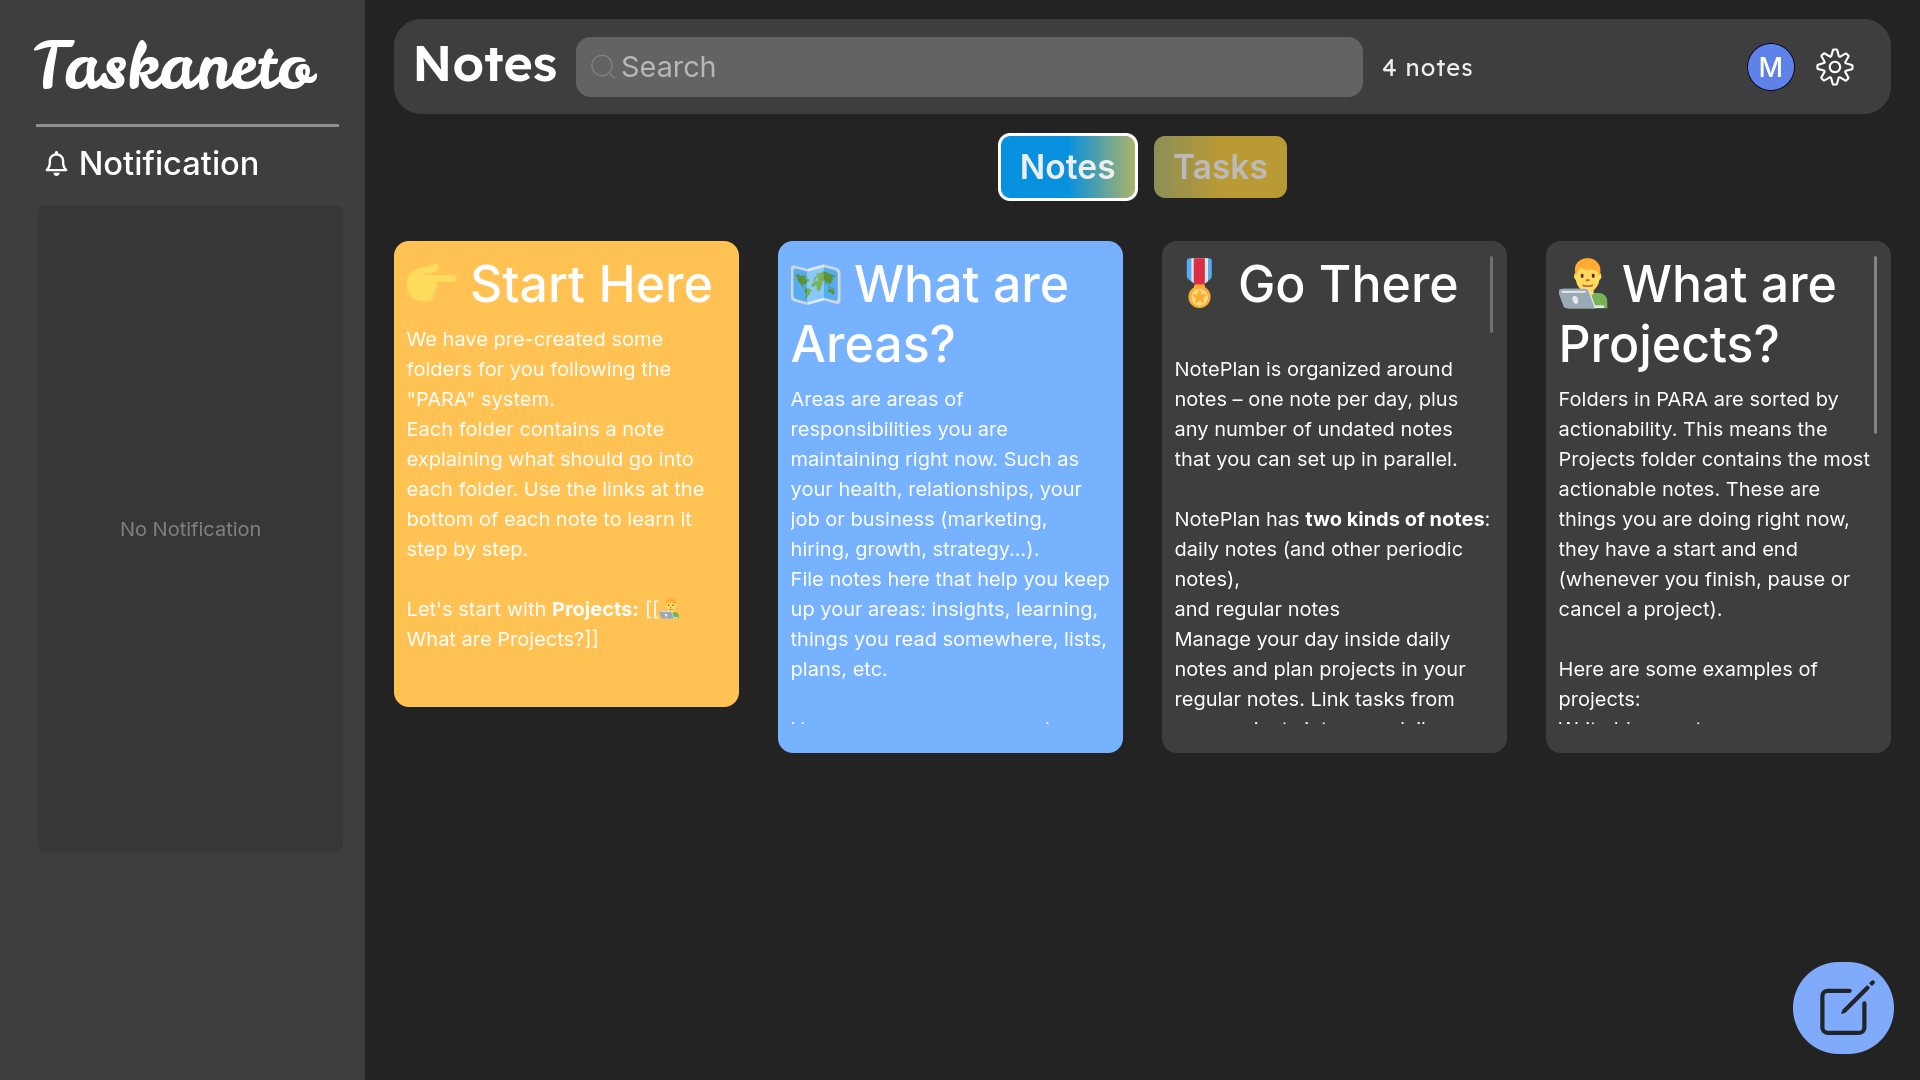 Taskaneto
Notification
No Notification
Notes
Search
4 notes
M
Notes
Tasks
👉 Start Here
We have pre-created some
folders for you following the
"PARA" system.
Each folder contains a note
explaining what should go into
each folder. Use the links at the
bottom of each note to learn it
step by step.
Let's start with Projects: [[👨‍💻
What are Projects?]]
🗺️ What are
Areas?
Areas are areas of
responsibilities you are
maintaining right now. Such as
your health, relationships, your
job or business (marketing,
hiring, growth, strategy...).
File notes here that help you keep
up your areas: insights, learning,
things you read somewhere, lists,
plans, etc.
🎖️ Go There
NotePlan is organized around
notes – one note per day, plus
any number of undated notes
that you can set up in parallel.
NotePlan has two kinds of notes:
daily notes (and other periodic
notes),
and regular notes
Manage your day inside daily
notes and plan projects in your
regular notes. Link tasks from
👨‍💻 What are
Projects?
Folders in PARA are sorted by
actionability. This means the
Projects folder contains the most
actionable notes. These are
things you are doing right now,
they have a start and end
(whenever you finish, pause or
cancel a project).
Here are some examples of
projects: